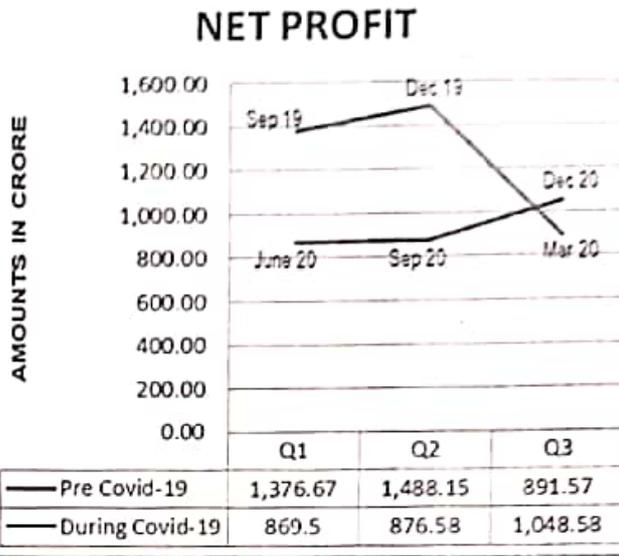 NET PROFIT
AMOUNTS IN CRORE
1,600.00
1,400.00
1,200.00
1,000.00
800.00
600.00
400.00
200.00
0.00
Dec 19
Sep 19
Dec 20
June 20
Sep 20
Mar 20
Q1 Q2 Q3
Pre Covid-19 1,376.67 1,488.15 891.57
During Covid-19 869.5 876.58 1,048.58